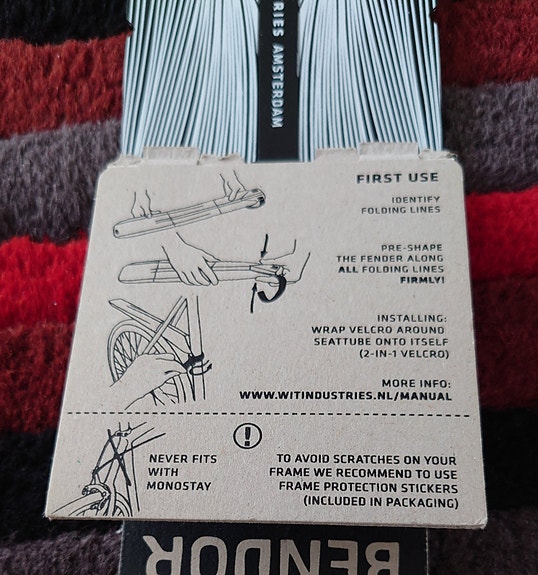 RIES AMSTERDAM
FIRST USE
IDENTIFY
FOLDING LINES
PRE-SHAPE
THE FENDER ALONG
ALL FOLDING LINES
FIRMLY!
INSTALLING:
WRAP VELCRO AROUND
SEATTUBE ONTO ITSELF
(2-IN-1 VELCRO)
MORE INFO:
WWW.WITINDUSTRIES.NL/MANUAL
!
NEVER FITS
WITH
MONOSTAY
TO AVOID SCRATCHES ON YOUR
FRAME WE RECOMMEND TO USE
FRAME PROTECTION STICKERS
(INCLUDED IN PACKAGING)
BENDOR